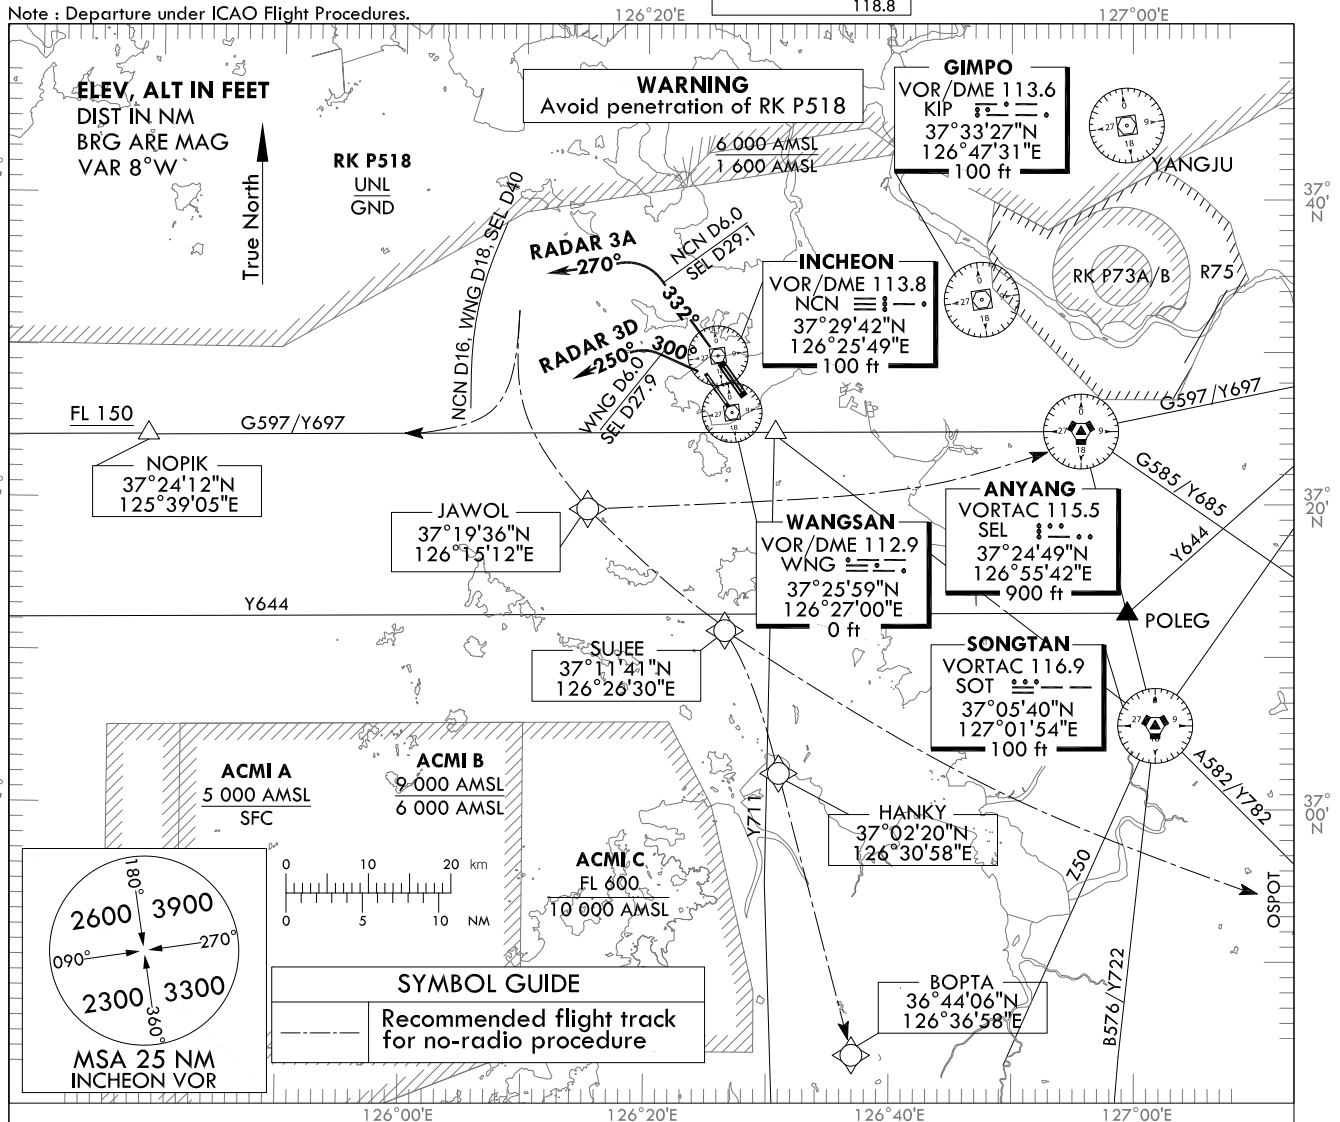 Note : Departure under ICAO Flight Procedures.
126°20'E
118.8
127°00'E
ELEV, ALT IN FEET
DIST IN NM
BRG ARE MAG
VAR 8°W
True North
RK P518
UNL
GND
WARNING
Avoid penetration of RK P518
6 000 AMSL
1 600 AMSL
GIMPO
VOR/DME 113.6
KIP
37°33'27"N
126°47'31"E
100 ft
YANGJU
37°
40'
N
RK P73A/B
R75
NCN D16, WNG D18, SEL D40
RADAR 3A
270°
332°
NCN D6.0
SEL D29.1
RADAR 3D
250°
300°
WNG D6.0
SEL D27.9
INCHEON
VOR/DME 113.8
NCN
37°29'42"N
126°25'49"E
100 ft
FL 150
G597/Y697
G597/Y697
NOPIK
37°24'12"N
125°39'05"E
G585/Y685
Y644
37°
20'
N
JAWOL
37°19'36"N
126°15'12"E
WANGSAN
VOR/DME 112.9
WNG
37°25'59"N
126°27'00"E
0 ft
ANYANG
VORTAC 115.5
SEL
37°24'49"N
126°55'42"E
900 ft
Y644
POLEG
SUJEE
37°11'41"N
126°26'30"E
SONGTAN
VORTAC 116.9
SOT
37°05'40"N
127°01'54"E
100 ft
ACMI A
5 000 AMSL
SFC
ACMI B
9 000 AMSL
6 000 AMSL
ACMI C
FL 600
10 000 AMSL
Y711
HANKY
37°02'20"N
126°30'58"E
A582/Y782
37°
00'
N
Z50
OSPOT
B576/Y722
0 10 20 km
0 5 10 NM
180°
2600 3900
270°
090°
2300 3300
360°
MSA 25 NM
INCHEON VOR
SYMBOL GUIDE
Recommended flight track
for no-radio procedure
BOPTA
36°44'06"N
126°36'58"E
126°00'E
126°20'E
126°40'E
127°00'E